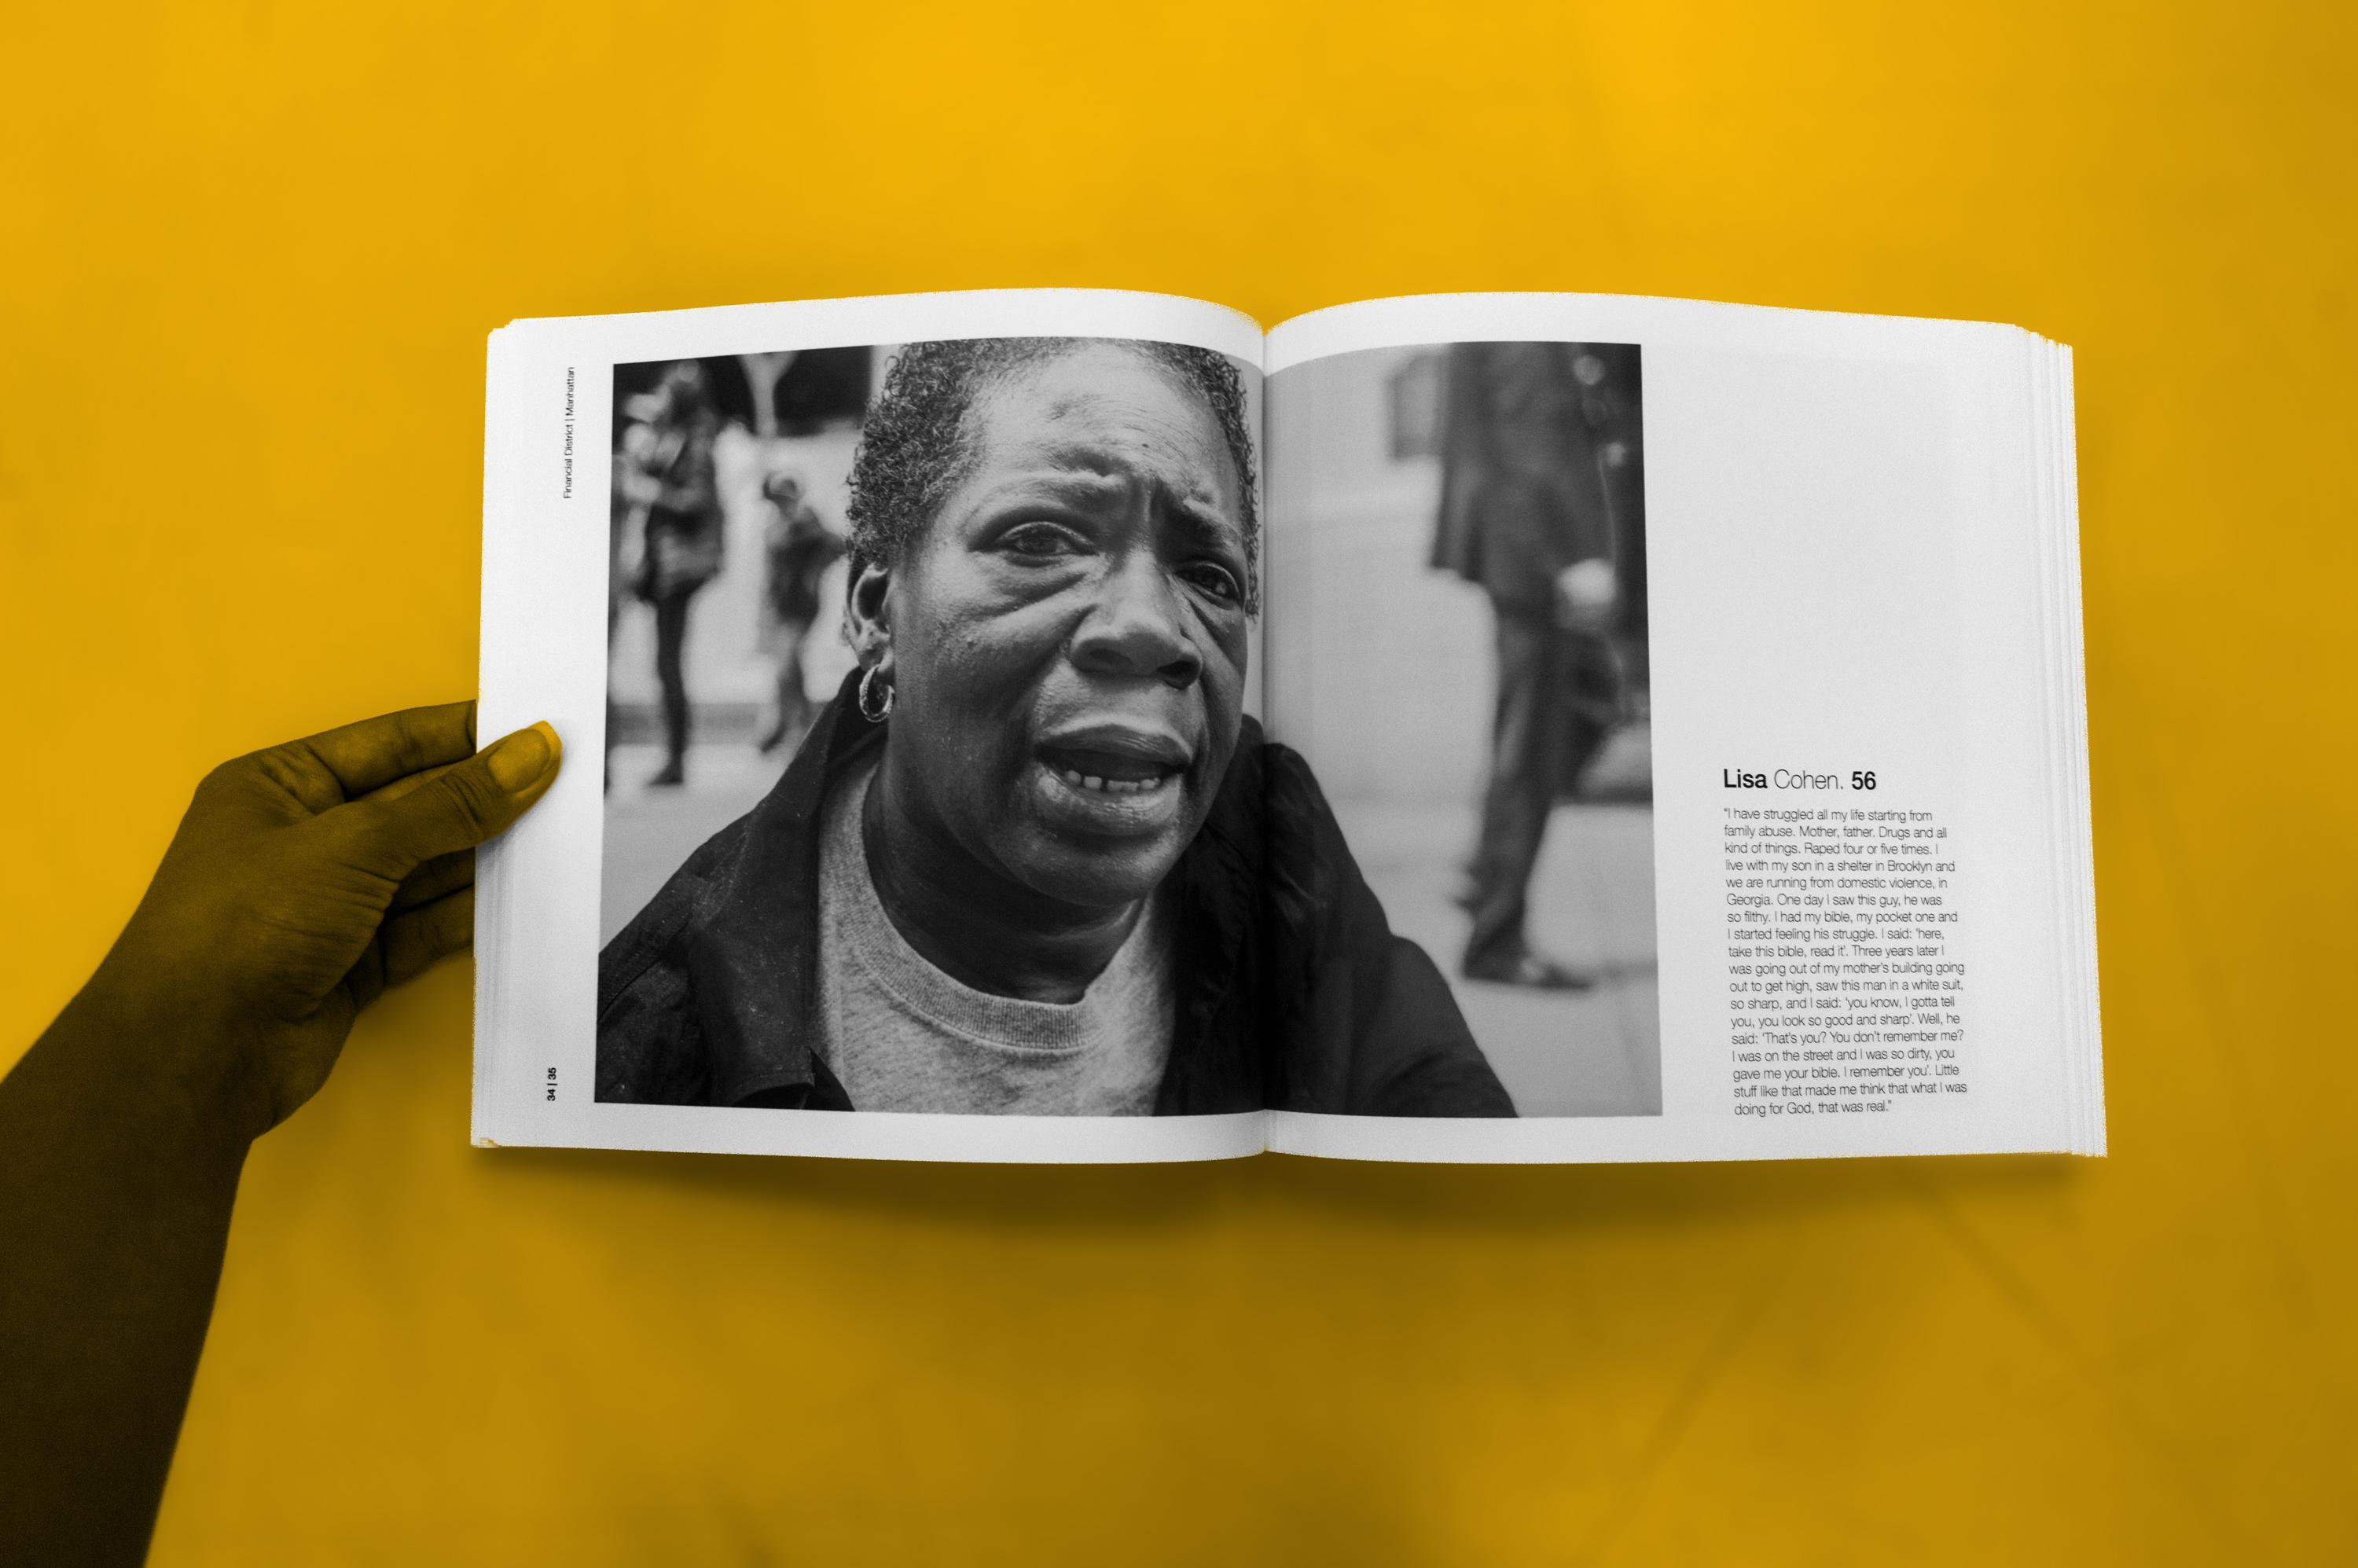 Financial District | Manhattan
34 | 35
Lisa Cohen. 56
"I have struggled all my life starting from
family abuse. Mother, father. Drugs and all
kind of things. Raped four or five times. I
live with my son in a shelter in Brooklyn and
we are running from domestic violence, in
Georgia. One day I saw this guy, he was
so filthy. I had my bible, my pocket one and
I started feeling his struggle. I said: 'here,
take this bible, read it'. Three years later I
was going out of my mother's building going
out to get high, saw this man in a white suit,
so sharp, and I said: 'you know, I gotta tell
you, you look so good and sharp'. Well, he
said: 'That's you? You don't remember me?
I was on the street and I was so dirty, you
gave me your bible. I remember you'. Little
stuff like that made me think that what I was
doing for God, that was real."